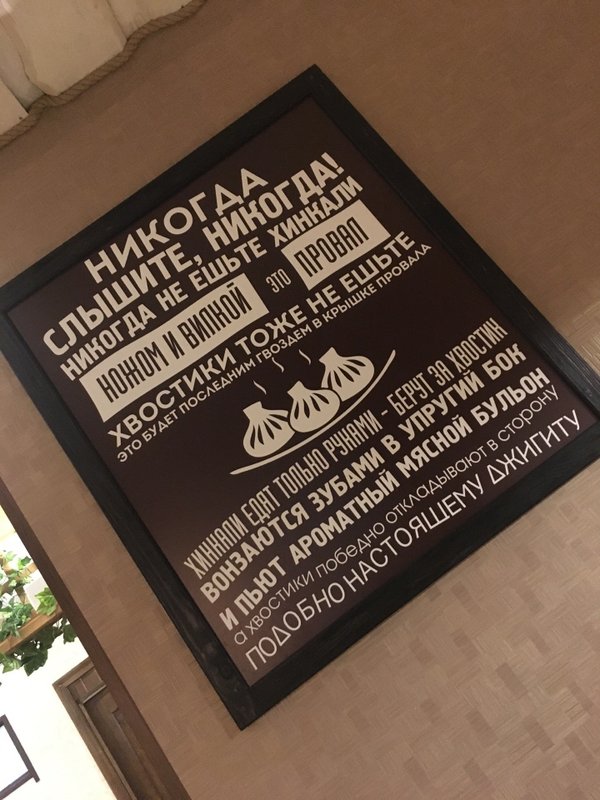 НИКОГДА
СЛЫШИТЕ, НИКОГДА!
НИКОГДА НЕ ЕШЬТЕ ХИНКАЛИ
НОЖОМ И ВИЛКОЙ ЭТО ПРОВАЛ
ХВОСТИКИ ТОЖЕ НЕ ЕШЬТЕ
ЭТО БУДЕТ ПОСЛЕДНИМ ГВОЗДЕМ В КРЫШКЕ ПРОВАЛА
ХИНКАЛИ ЕДЯТ ТОЛЬКО РУКАМИ - БЕРУТ ЗА ХВОСТИК
ВОНЗАЮТСЯ ЗУБАМИ В УПРУГИЙ БОК
И ПЬЮТ АРОМАТНЫЙ МЯСНОЙ БУЛЬОН
а хвостики победно откладывают в сторону
ПОДОБНО НАСТОЯЩЕМУ ДЖИГИТУ